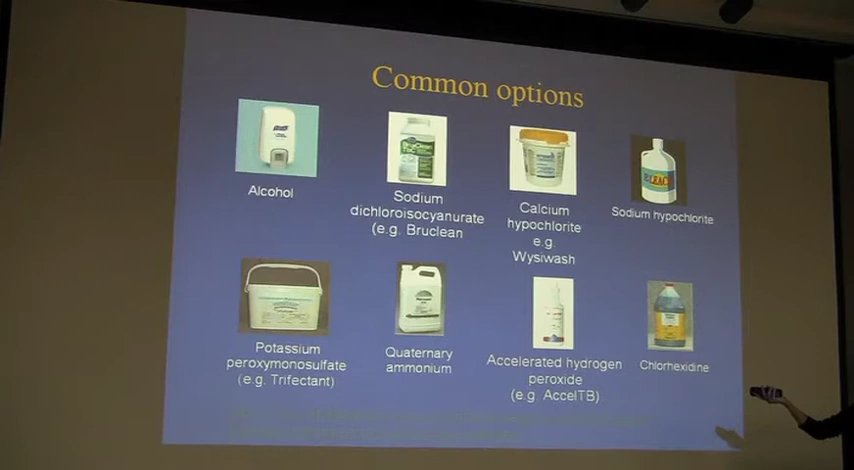 Common options
Alcohol
Sodium
dichloroisocyanurate
(e.g. Bruclean
Calcium
hypochlorite
e.g.
Wysiwash
BLEACH
Sodium hypochlorite
Potassium
peroxymonosulfate
(e.g. Trifectant)
Quaternary
ammonium
Accelerated hydrogen
peroxide
(e.g. AccelTB)
Chlorhexidine